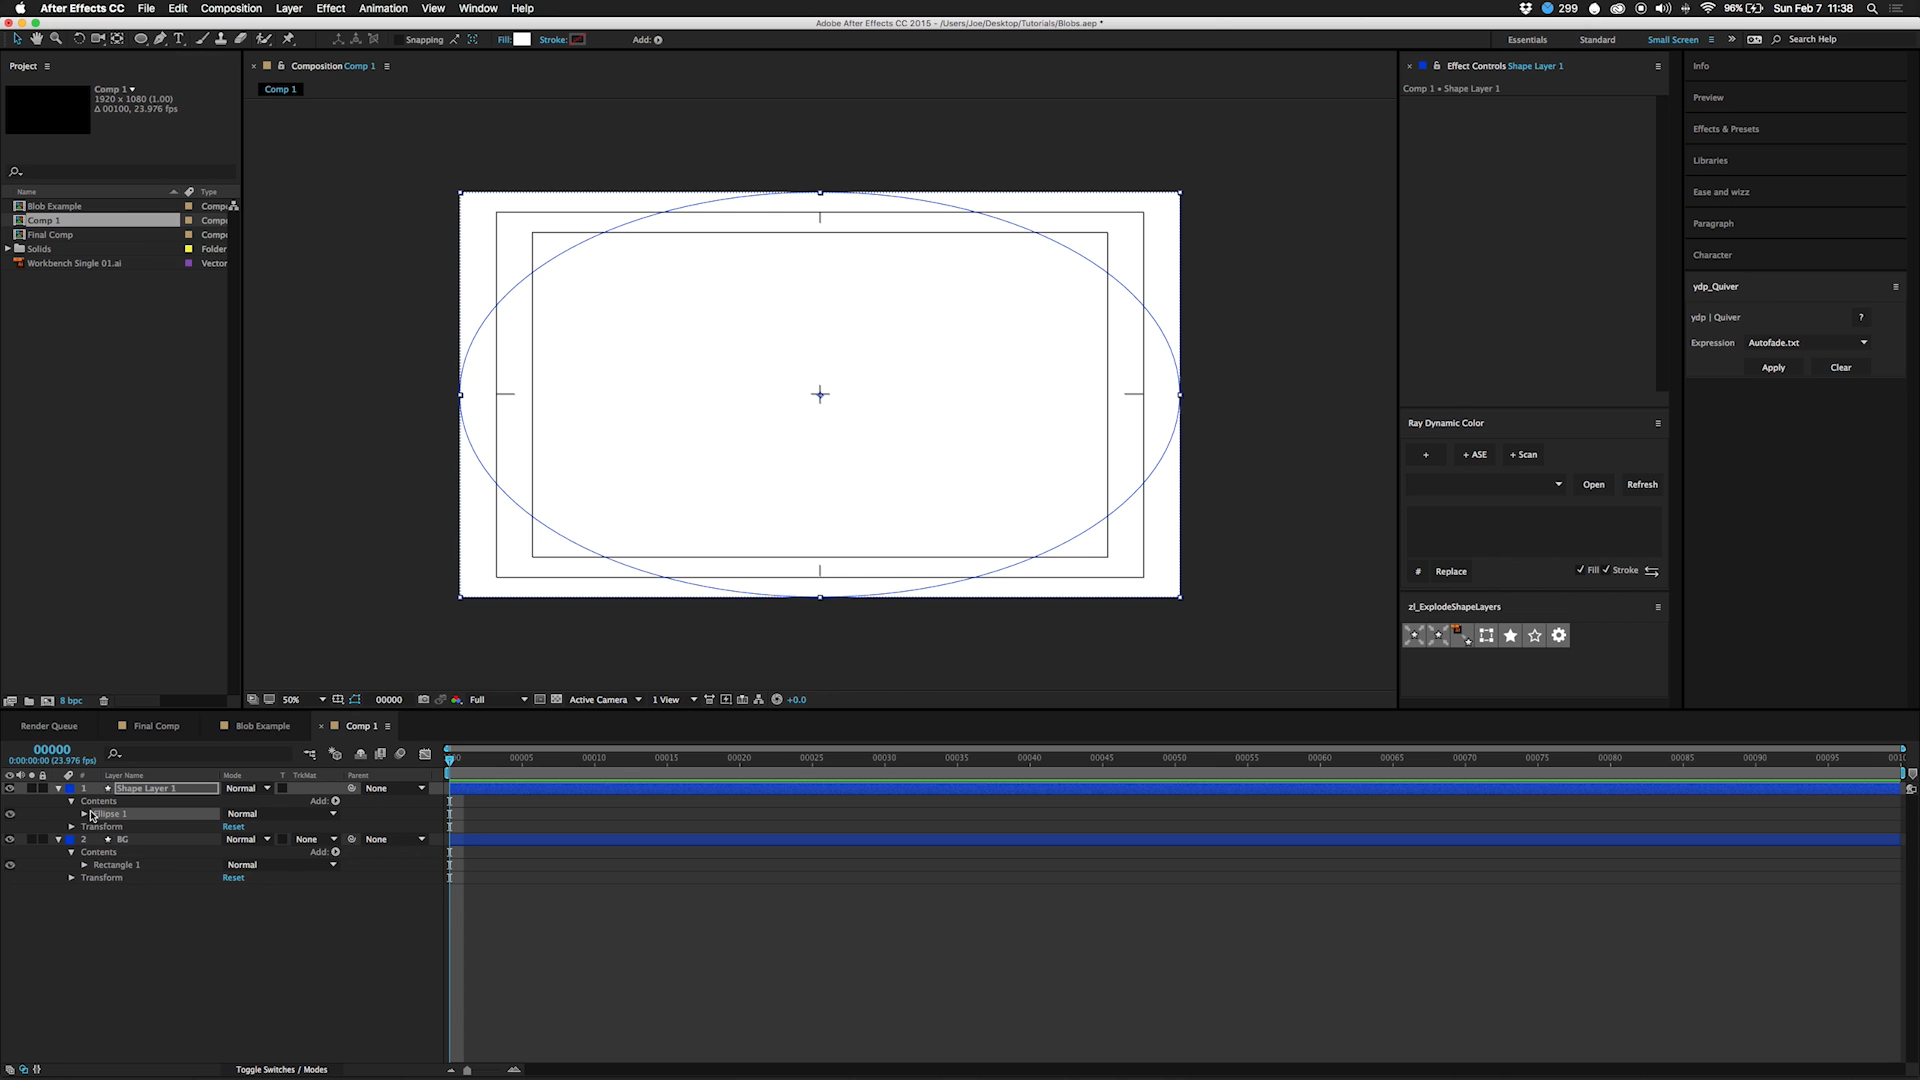 After Effects CC File Edit Composition Layer Effect Animation View Window Help 299 96% Sun Feb 7 11:38
Adobe After Effects CC 2015 - /Users/Joe/Desktop/Tutorials/Blobs.aep *
Snapping Fill: Stroke: Add: Essentials Standard Small Screen Search Help
Project
Comp 1
1920 x 1080 (1.00)
Δ 00100, 23.976 fps
Name Type
Blob Example Compo
Comp 1 Compo
Final Comp Compo
Solids Folder
Workbench Single 01.ai Vector
8 bpc
Composition Comp 1
Comp 1
50% 00000 Full Active Camera 1 View +0.0
Effect Controls Shape Layer 1
Comp 1 • Shape Layer 1
Ray Dynamic Color
+ + ASE + Scan
Open Refresh
# Replace Fill Stroke
zl_ExplodeShapeLayers
Info
Preview
Effects & Presets
Libraries
Ease and wizz
Paragraph
Character
ydp_Quiver
ydp | Quiver ?
Expression Autofade.txt
Apply Clear
Render Queue Final Comp Blob Example Comp 1
00000
0:00:00:00 (23.976 fps)
00005 00010 00015 00020 00025 00030 00035 00040 00045 00050 00055 00060 00065 00070 00075 00080 00085 00090 00095
# Layer Name Mode T TrkMat Parent
1 Shape Layer 1 Normal None
Contents Add:
Ellipse 1 Normal
Transform Reset
2 BG Normal None None
Contents Add:
Rectangle 1 Normal
Transform Reset
Toggle Switches / Modes